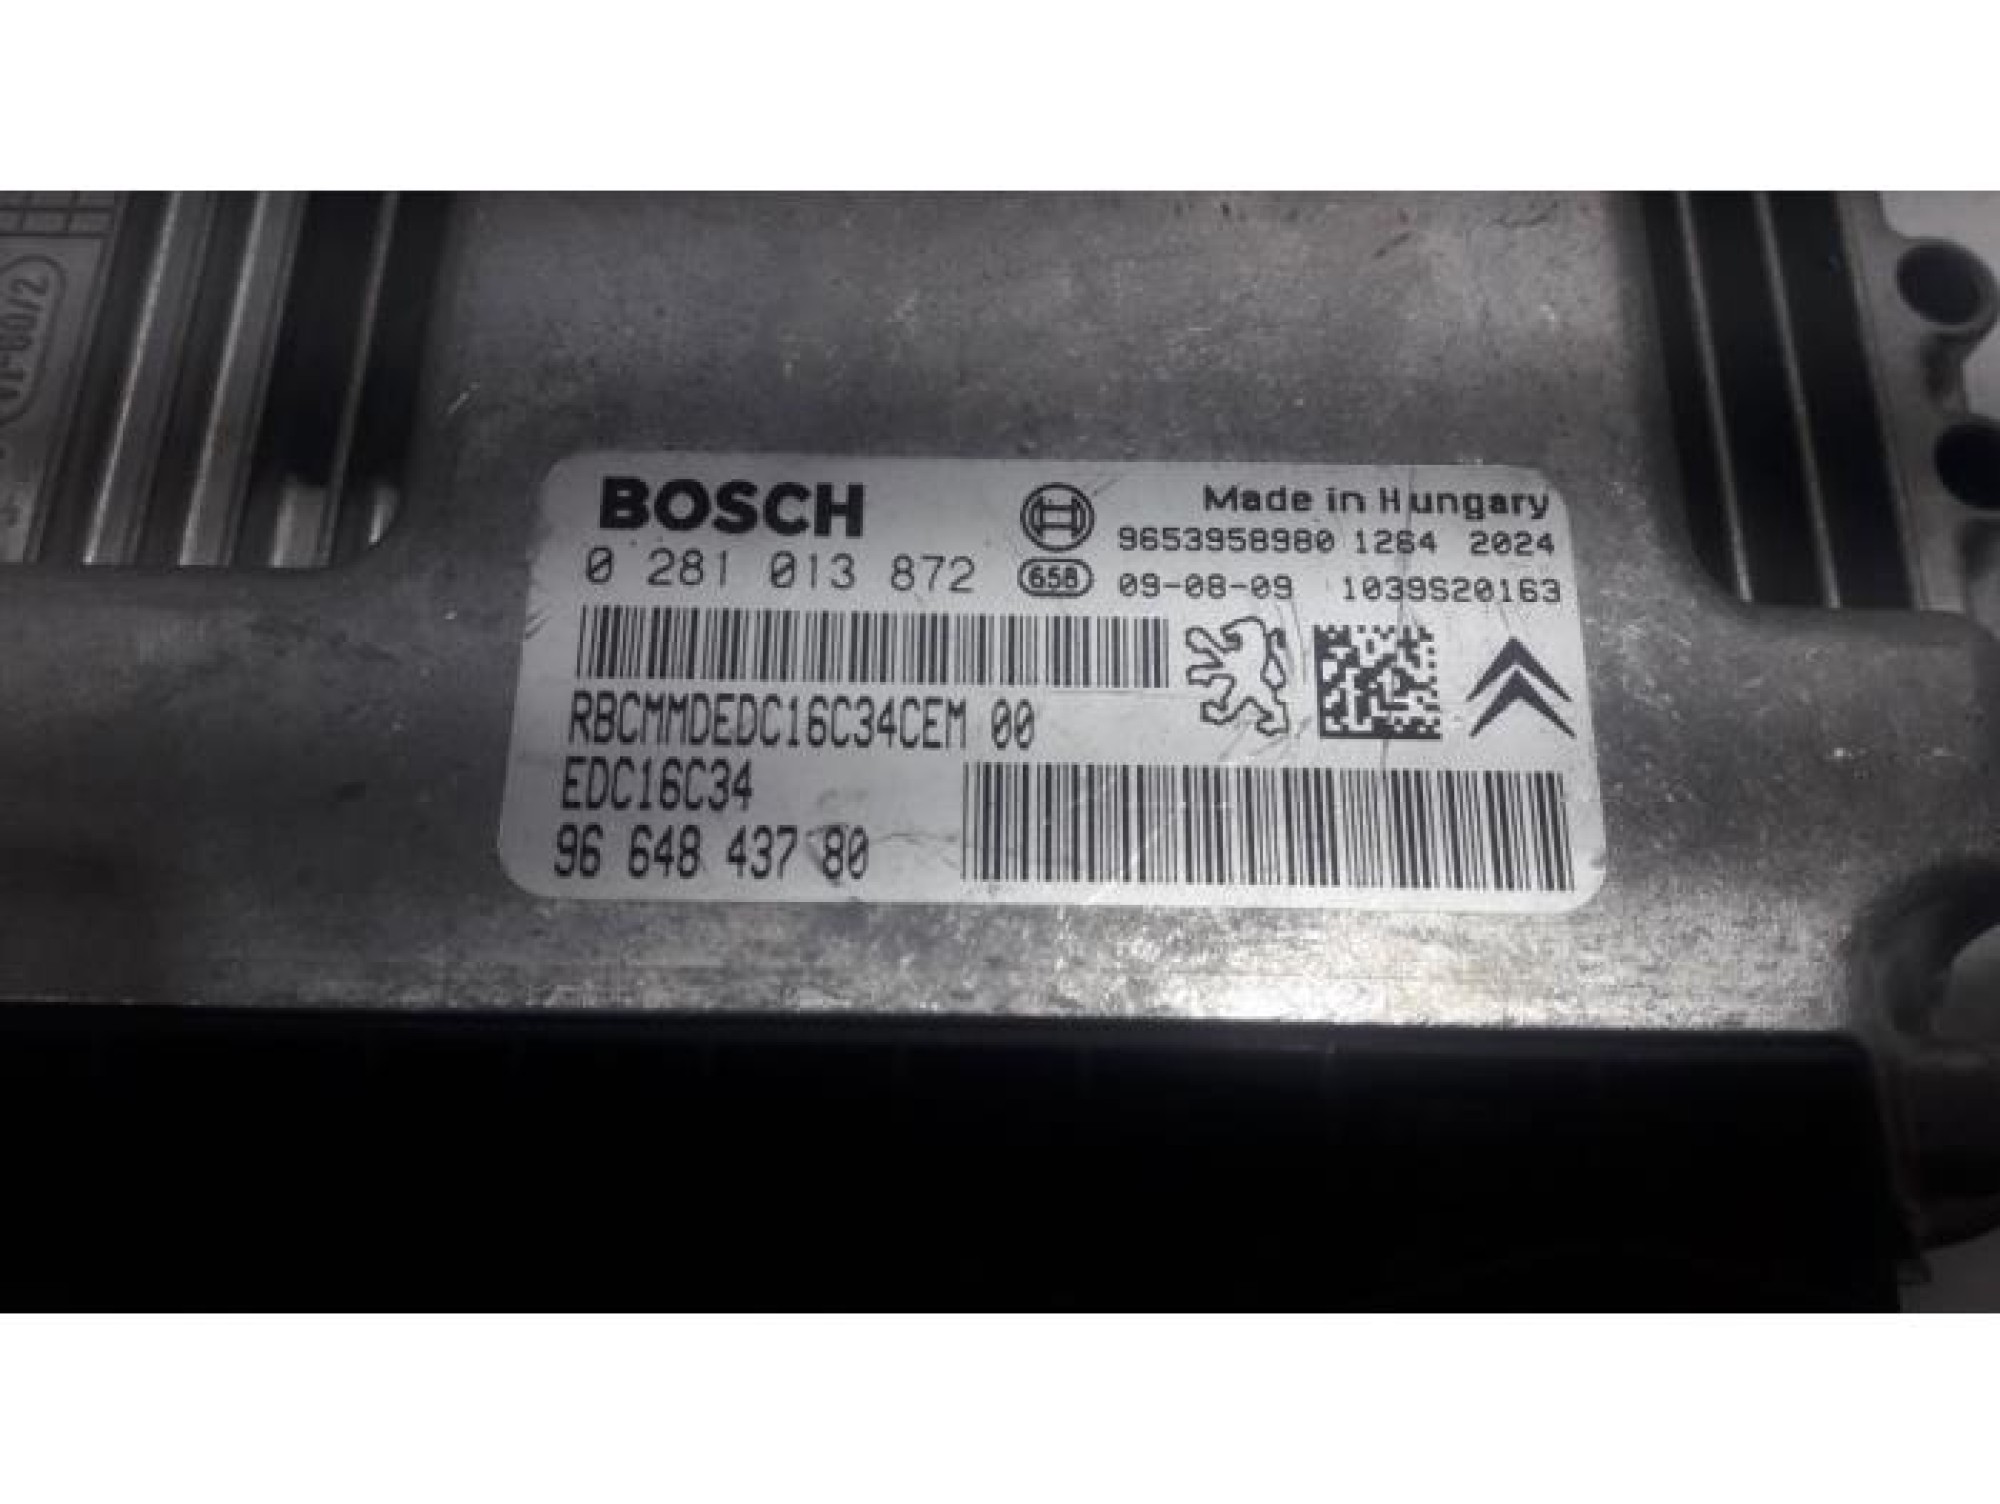 BOSCH
Made in Hungary
9653958980 1264 2024
0 281 013 872
658 09-08-09 1039S20163
RBCMMDEDC16C34CEM 00
EDC16C34
96 648 437 80